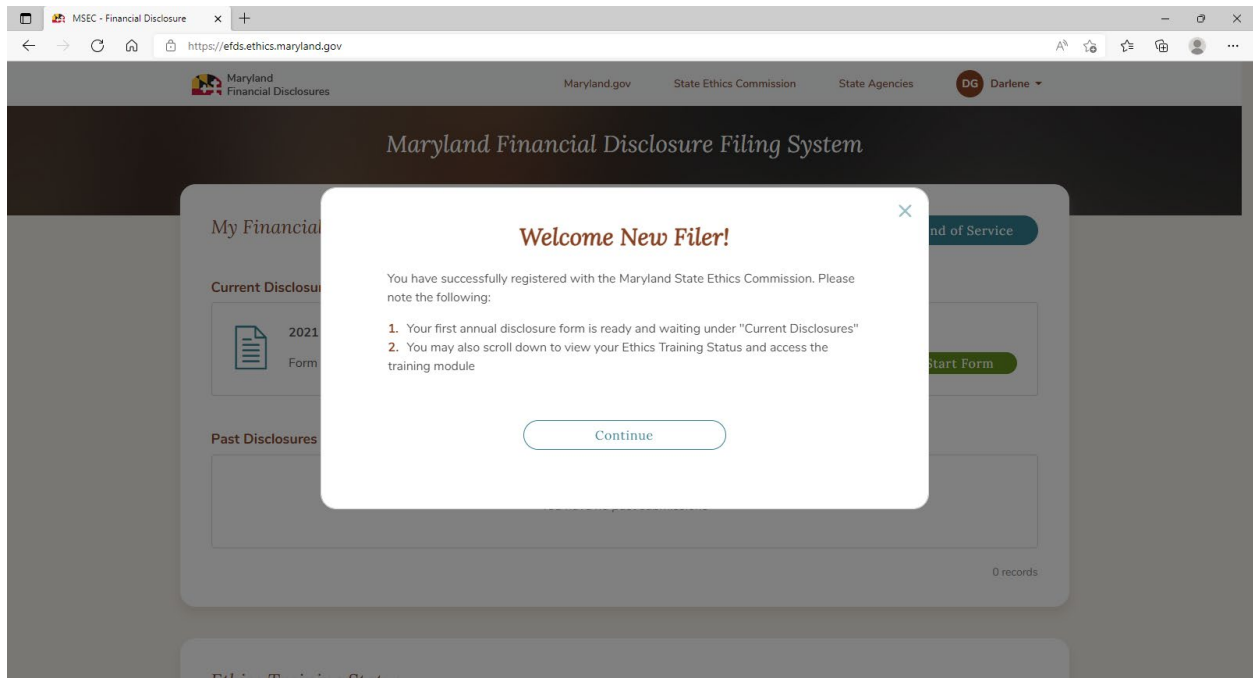 MSEC - Financial Disclosure
https://efds.ethics.maryland.gov
Maryland
Financial Disclosures
Maryland.gov
State Ethics Commission
State Agencies
DG
Darlene
Maryland Financial Disclosure Filing System
My Financial
nd of Service
Welcome New Filer!
You have successfully registered with the Maryland State Ethics Commission. Please
note the following:
1. Your first annual disclosure form is ready and waiting under "Current Disclosures"
2. You may also scroll down to view your Ethics Training Status and access the
training module
Continue
Current Disclosu
2021
Form
Start Form
Past Disclosures
0 records